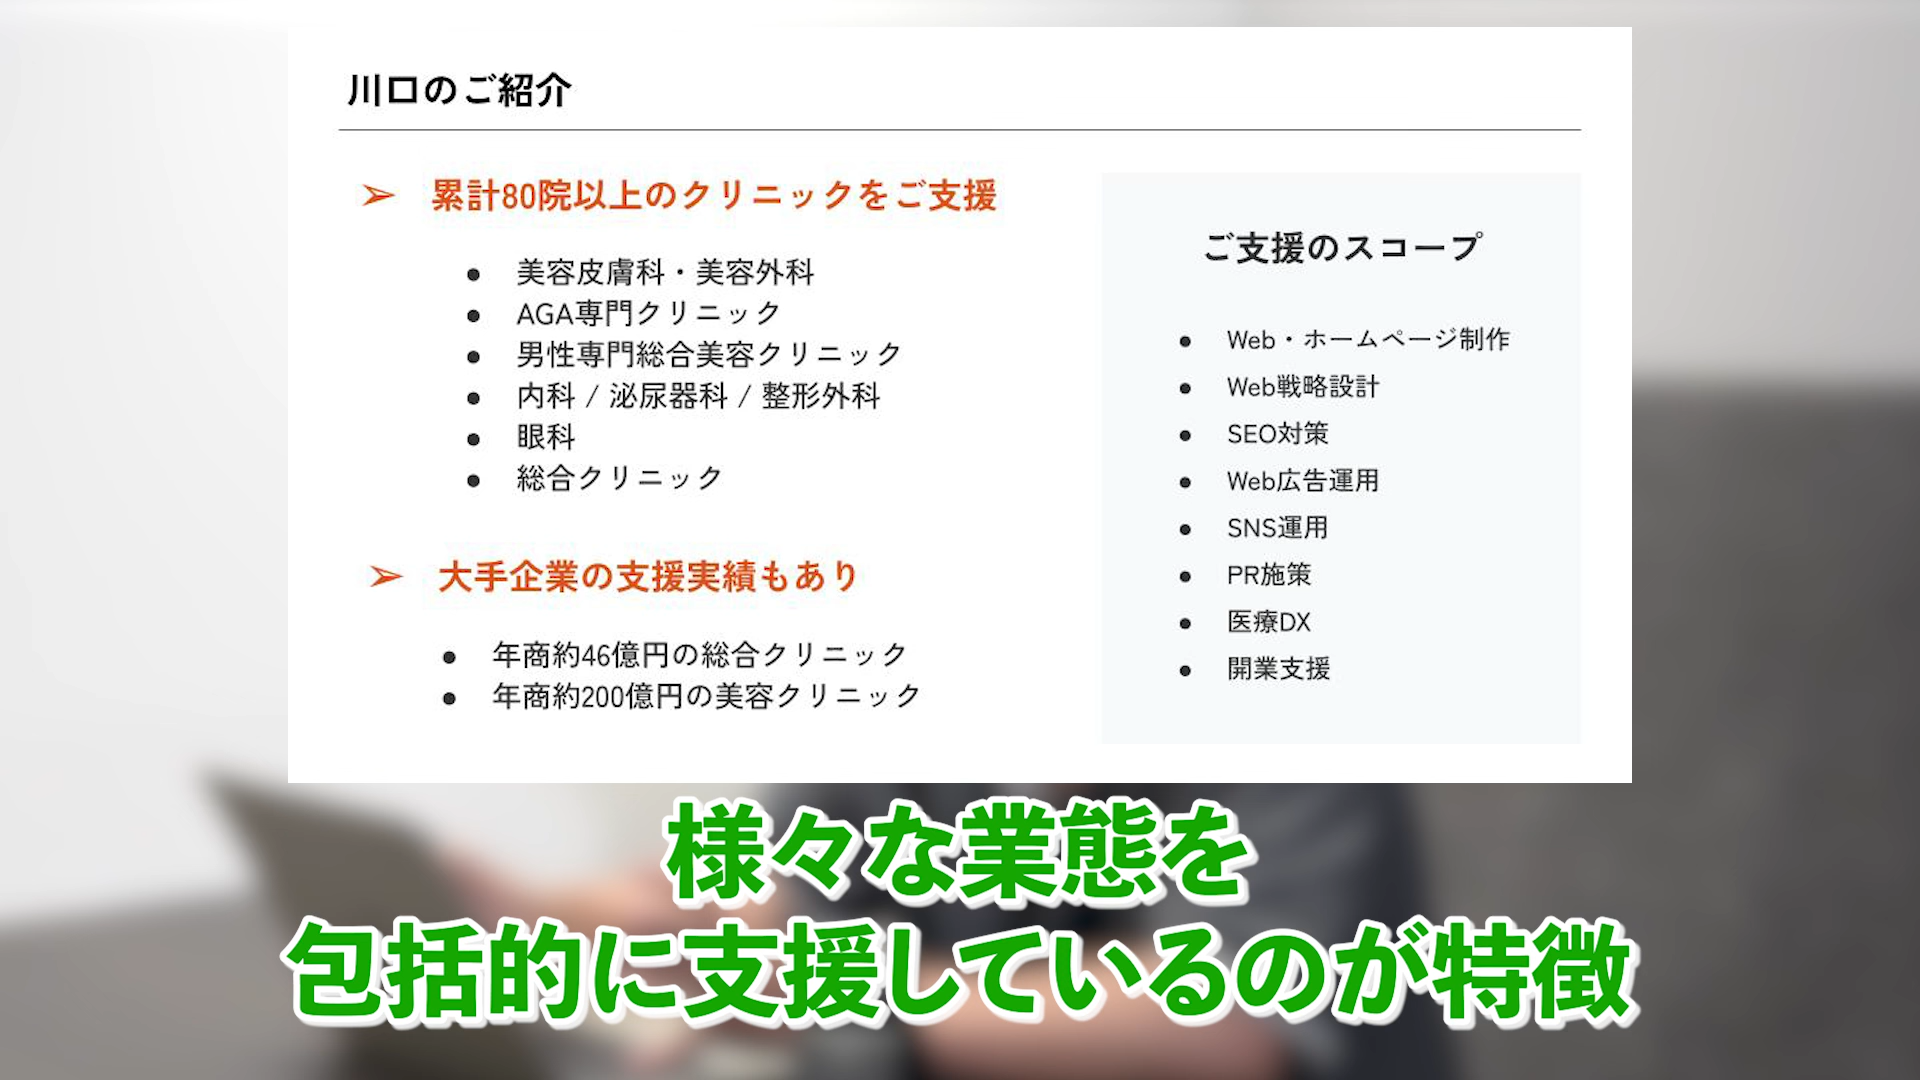 川口のご紹介
➢ 累計80院以上のクリニックをご支援
● 美容皮膚科・美容外科
● AGA専門クリニック
● 男性専門総合美容クリニック
● 内科 / 泌尿器科 / 整形外科
● 眼科
● 総合クリニック
➢ 大手企業の支援実績もあり
● 年商約46億円の総合クリニック
● 年商約200億円の美容クリニック
ご支援のスコープ
● Web・ホームページ制作
● Web戦略設計
● SEO対策
● Web広告運用
● SNS運用
● PR施策
● 医療DX
● 開業支援
様々な業態を
包括的に支援しているのが特徴